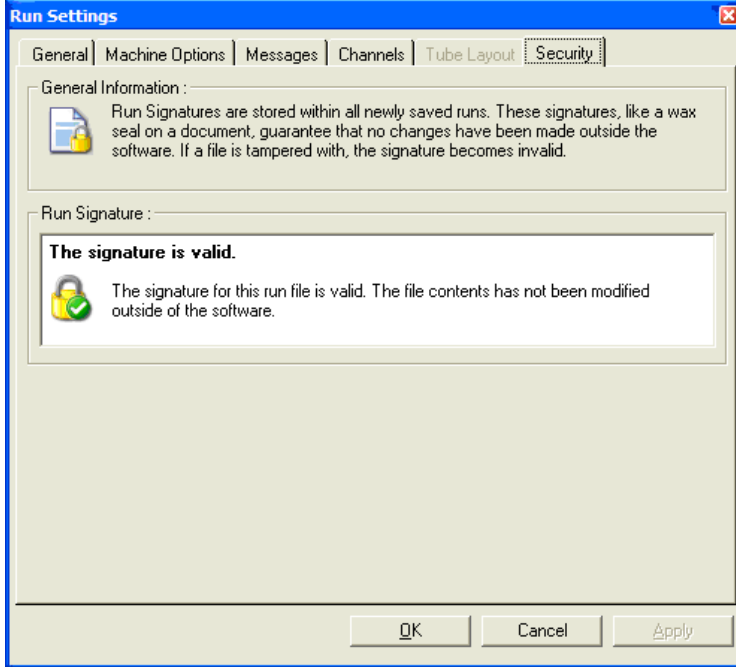 Run Settings
General Machine Options Messages Channels Tube Layout Security
General Information :
Run Signatures are stored within all newly saved runs. These signatures, like a wax
seal on a document, guarantee that no changes have been made outside the
software. If a file is tampered with, the signature becomes invalid.
Run Signature :
The signature is valid.
The signature for this run file is valid. The file contents has not been modified
outside of the software.
OK Cancel Apply